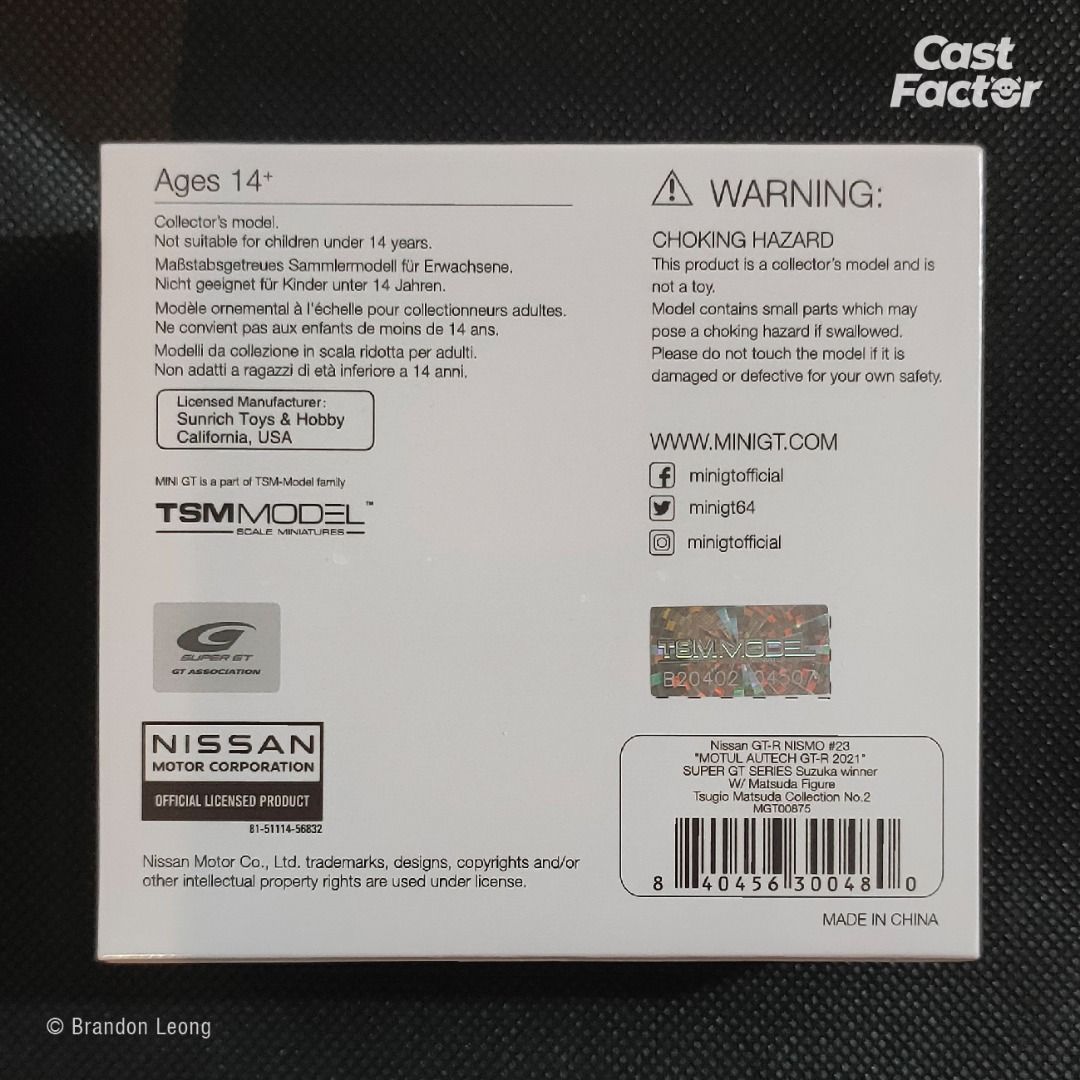 Cast
Factor
Ages 14+
Collector's model.
Not suitable for children under 14 years.
Maßstabsgetreues Sammlermodell für Erwachsene.
Nicht geeignet für Kinder unter 14 Jahren.
Modèle ornemental à l'échelle pour collectionneurs adultes.
Ne convient pas aux enfants de moins de 14 ans.
Modelli da collezione in scala ridotta per adulti.
Non adatti a ragazzi di età inferiore a 14 anni.
Licensed Manufacturer:
Sunrich Toys & Hobby
California, USA
MINI GT is a part of TSM-Model family
TSMMODEL™
SCALE MINIATURES
SUPER GT
GT ASSOCIATION
NISSAN
MOTOR CORPORATION
OFFICIAL LICENSED PRODUCT
81-51114-56832
Nissan Motor Co., Ltd. trademarks, designs, copyrights and/or
other intellectual property rights are used under license.
WARNING:
CHOKING HAZARD
This product is a collector's model and is
not a toy.
Model contains small parts which may
pose a choking hazard if swallowed.
Please do not touch the model if it is
damaged or defective for your own safety.
WWW.MINIGT.COM
minigtofficial
minigt64
minigtofficial
TSMMODEL
B20402 04507
Nissan GT-R NISMO #23
"MOTUL AUTECH GT-R 2021"
SUPER GT SERIES Suzuka winner
W/ Matsuda Figure
Tsugio Matsuda Collection No.2
MGT00875
8 40456 30048 0
MADE IN CHINA
© Brandon Leong